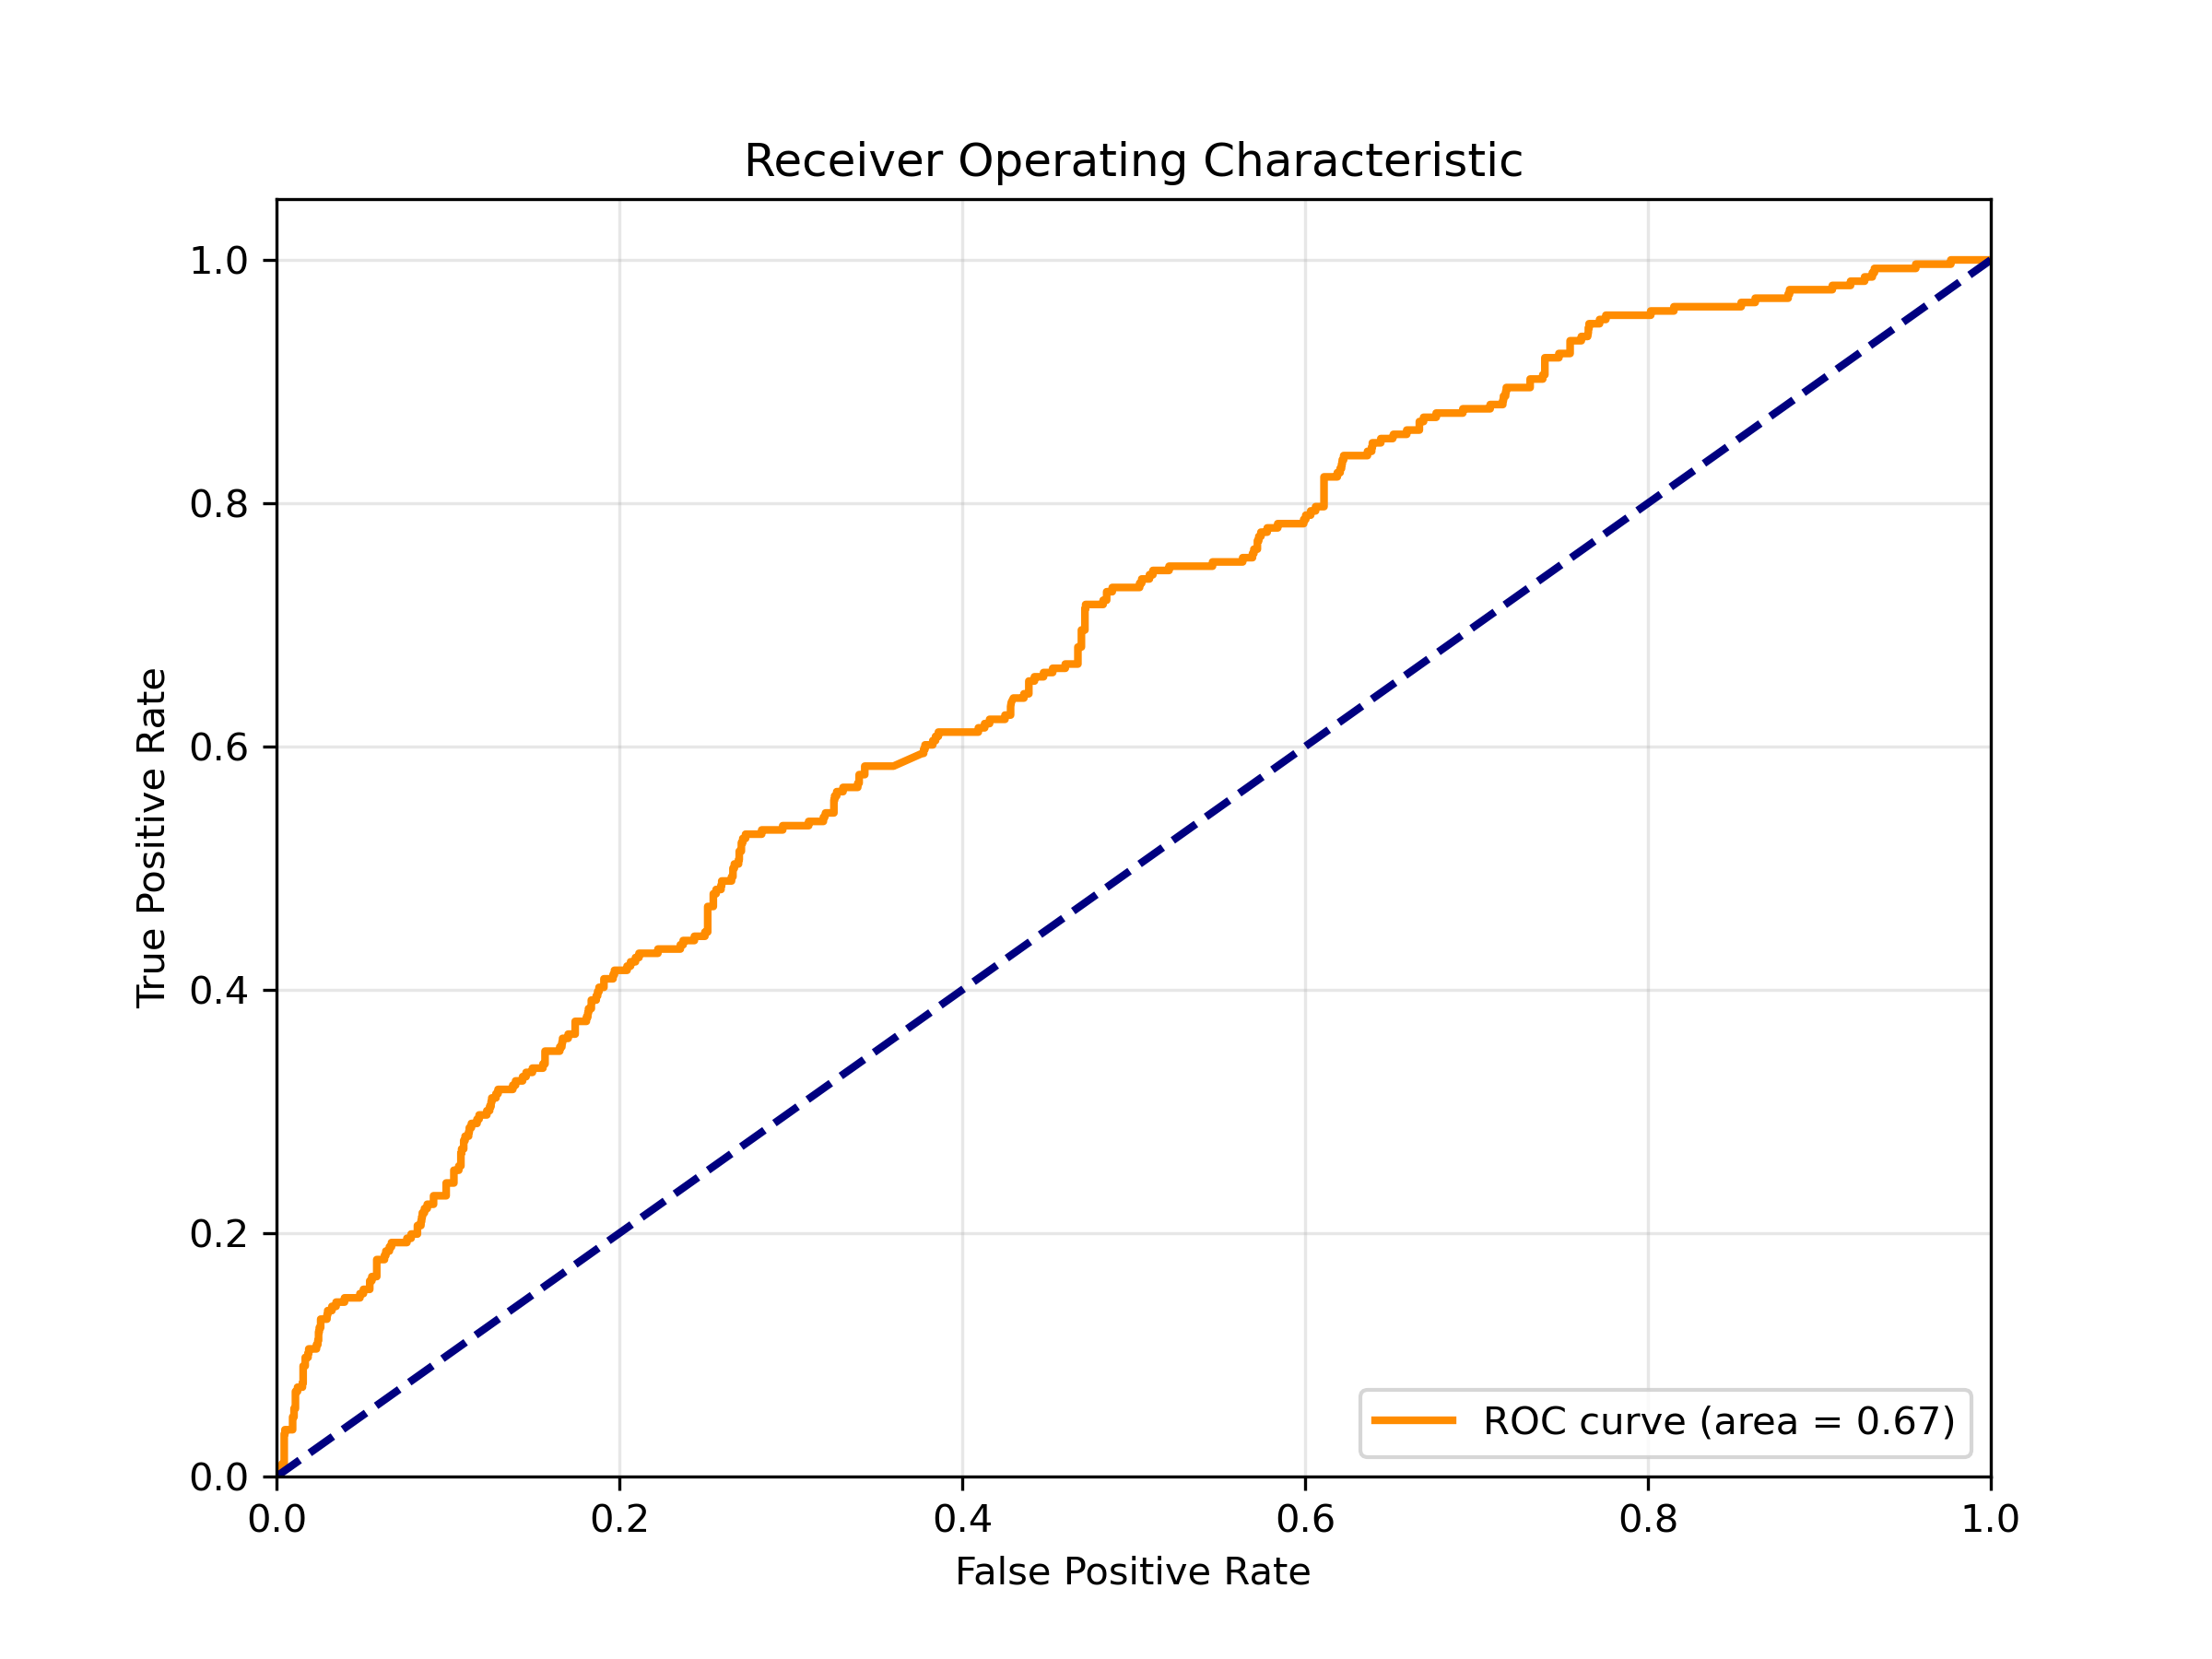 Receiver Operating Characteristic
True Positive Rate
1.0
0.8
0.6
0.4
0.2
0.0
0.0 0.2 0.4 0.6 0.8 1.0
False Positive Rate
ROC curve (area = 0.67)